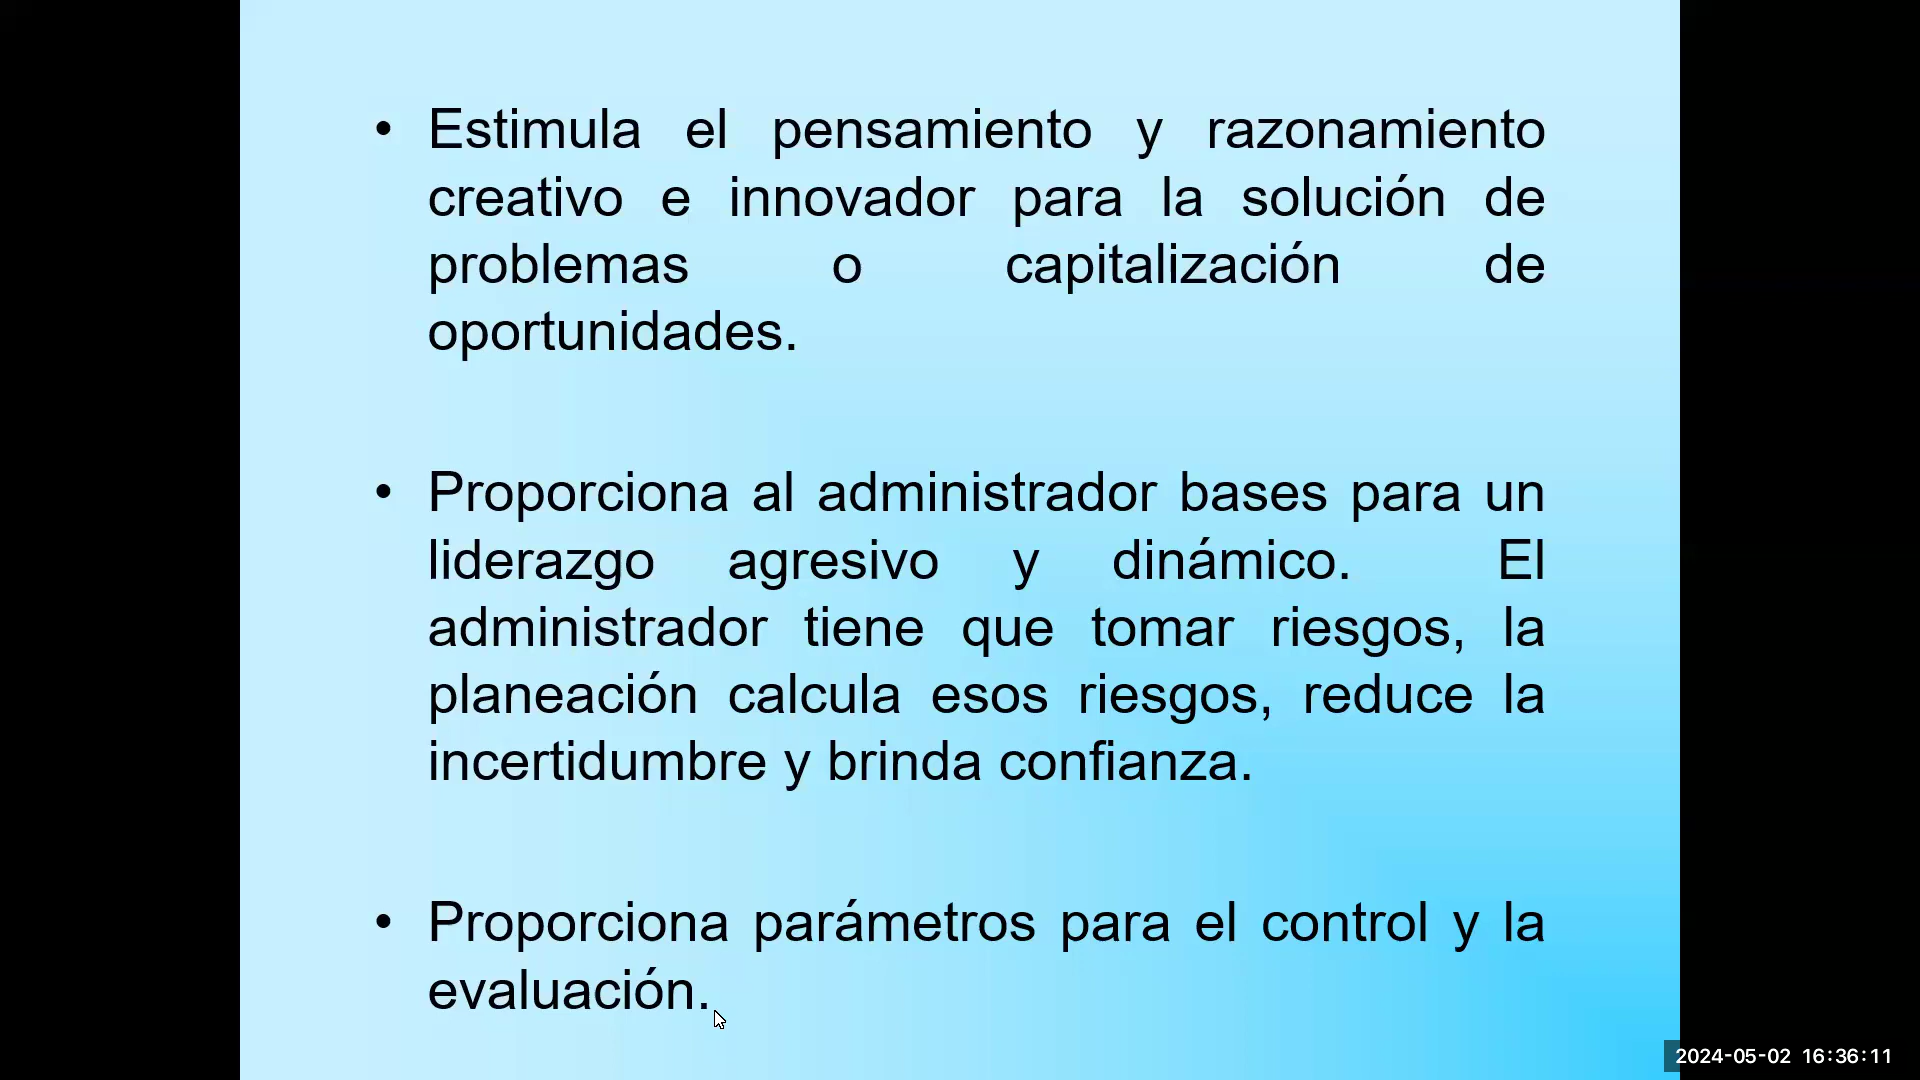 • Estimula el pensamiento y razonamiento
creativo e innovador para la solución de
problemas o capitalización de
oportunidades.
• Proporciona al administrador bases para un
liderazgo agresivo y dinámico. El
administrador tiene que tomar riesgos, la
planeación calcula esos riesgos, reduce la
incertidumbre y brinda confianza.
• Proporciona parámetros para el control y la
evaluación.
2024-05-02 16:36:11